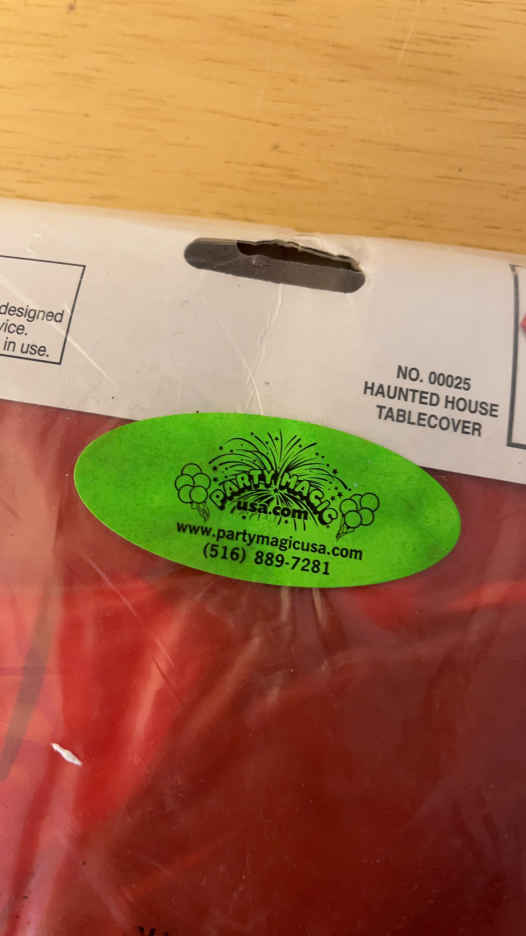 designed
vice.
in use.
NO. 00025
HAUNTED HOUSE
TABLECOVER
PARTY MAGIC
usa.com
www.partymagicusa.com
(516) 889-7281